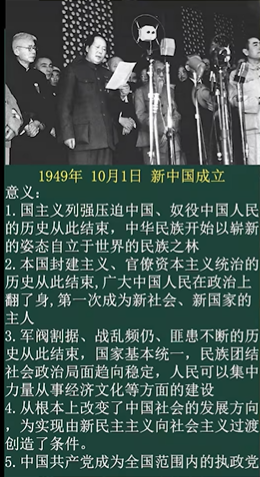 1949年 10月1日 新中国成立
意义：
1.国主义列强压迫中国、奴役中国人民
的历史从此结束，中华民族开始以崭新
的姿态自立于世界的民族之林
2.本国封建主义、官僚资本主义统治的
历史从此结束,广大中国人民在政治上
翻了身,第一次成为新社会、新国家的
主人
3.军阀割据、战乱频仍、匪患不断的历
史从此结束，国家基本统一，民族团结
社会政治局面趋向稳定，人民可以集中
力量从事经济文化等方面的建设
4.从根本上改变了中国社会的发展方向
，为实现由新民主主义向社会主义过渡
创造了条件。
5.中国共产党成为全国范围内的执政党